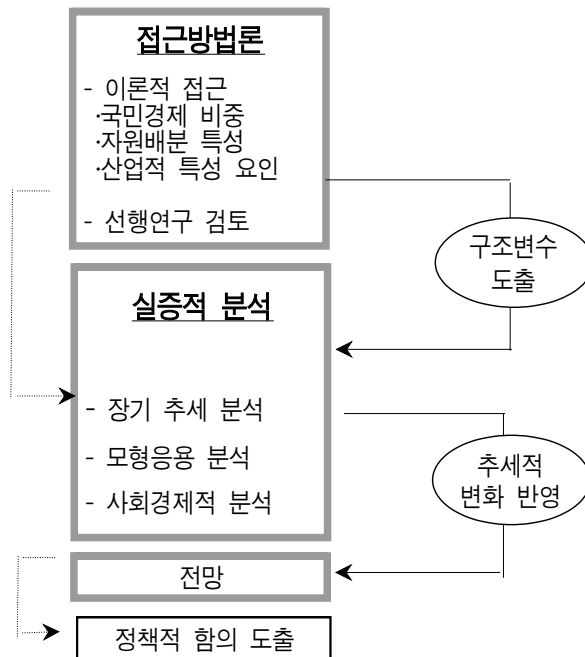 접근방법론
- 이론적 접근
·국민경제 비중
·자원배분 특성
·산업적 특성 요인
- 선행연구 검토
구조변수
도출
실증적 분석
- 장기 추세 분석
- 모형응용 분석
- 사회경제적 분석
추세적
변화 반영
전망
정책적 함의 도출